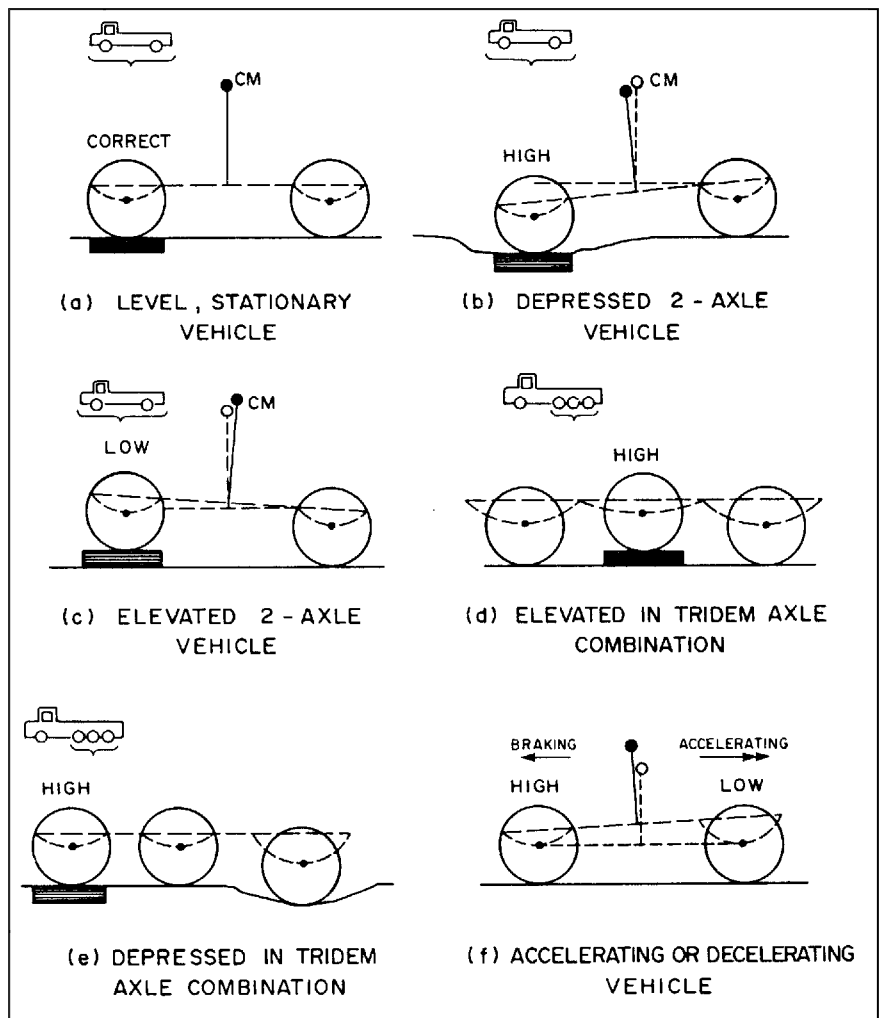 CM
CORRECT
(a) LEVEL, STATIONARY
VEHICLE
CM
HIGH
(b) DEPRESSED 2-AXLE
VEHICLE
CM
LOW
(c) ELEVATED 2-AXLE
VEHICLE
HIGH
(d) ELEVATED IN TRIDEM AXLE
COMBINATION
HIGH
(e) DEPRESSED IN TRIDEM
AXLE COMBINATION
BRAKING ACCELERATING
HIGH LOW
(f) ACCELERATING OR DECELERATING
VEHICLE